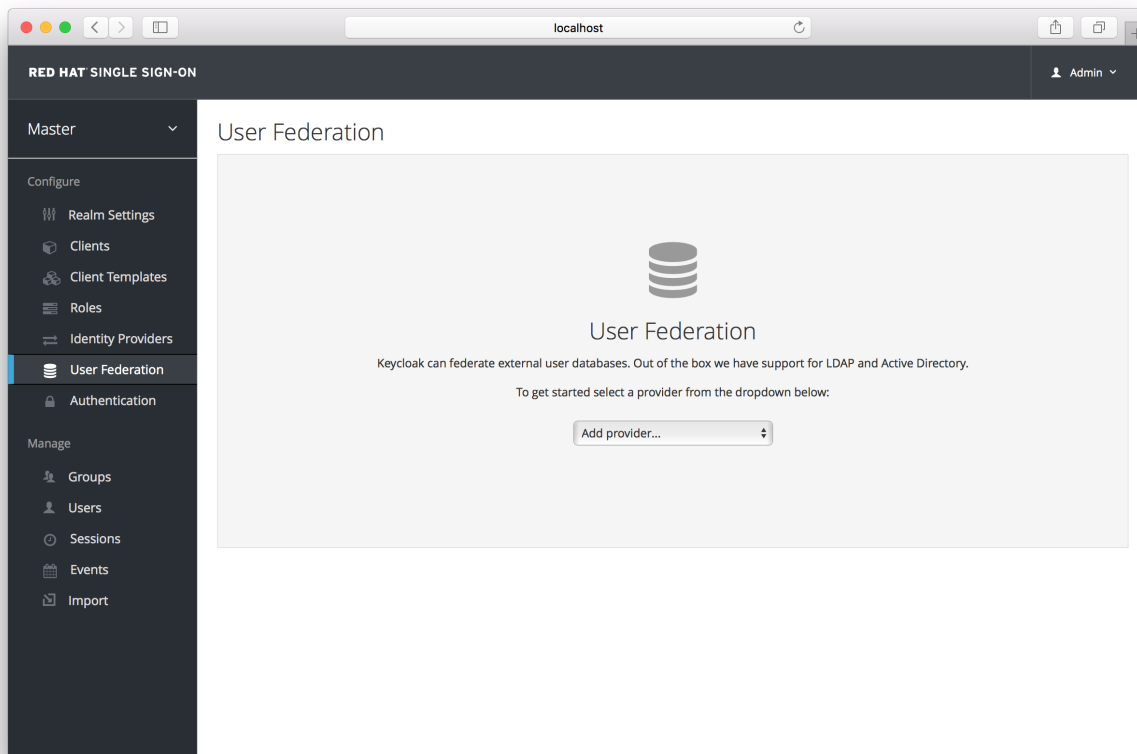 localhost
RED HAT SINGLE SIGN-ON
Admin
Master
User Federation
Configure
Realm Settings
Clients
Client Templates
Roles
Identity Providers
User Federation
Authentication
Manage
Groups
Users
Sessions
Events
Import
User Federation
Keycloak can federate external user databases. Out of the box we have support for LDAP and Active Directory.
To get started select a provider from the dropdown below:
Add provider...